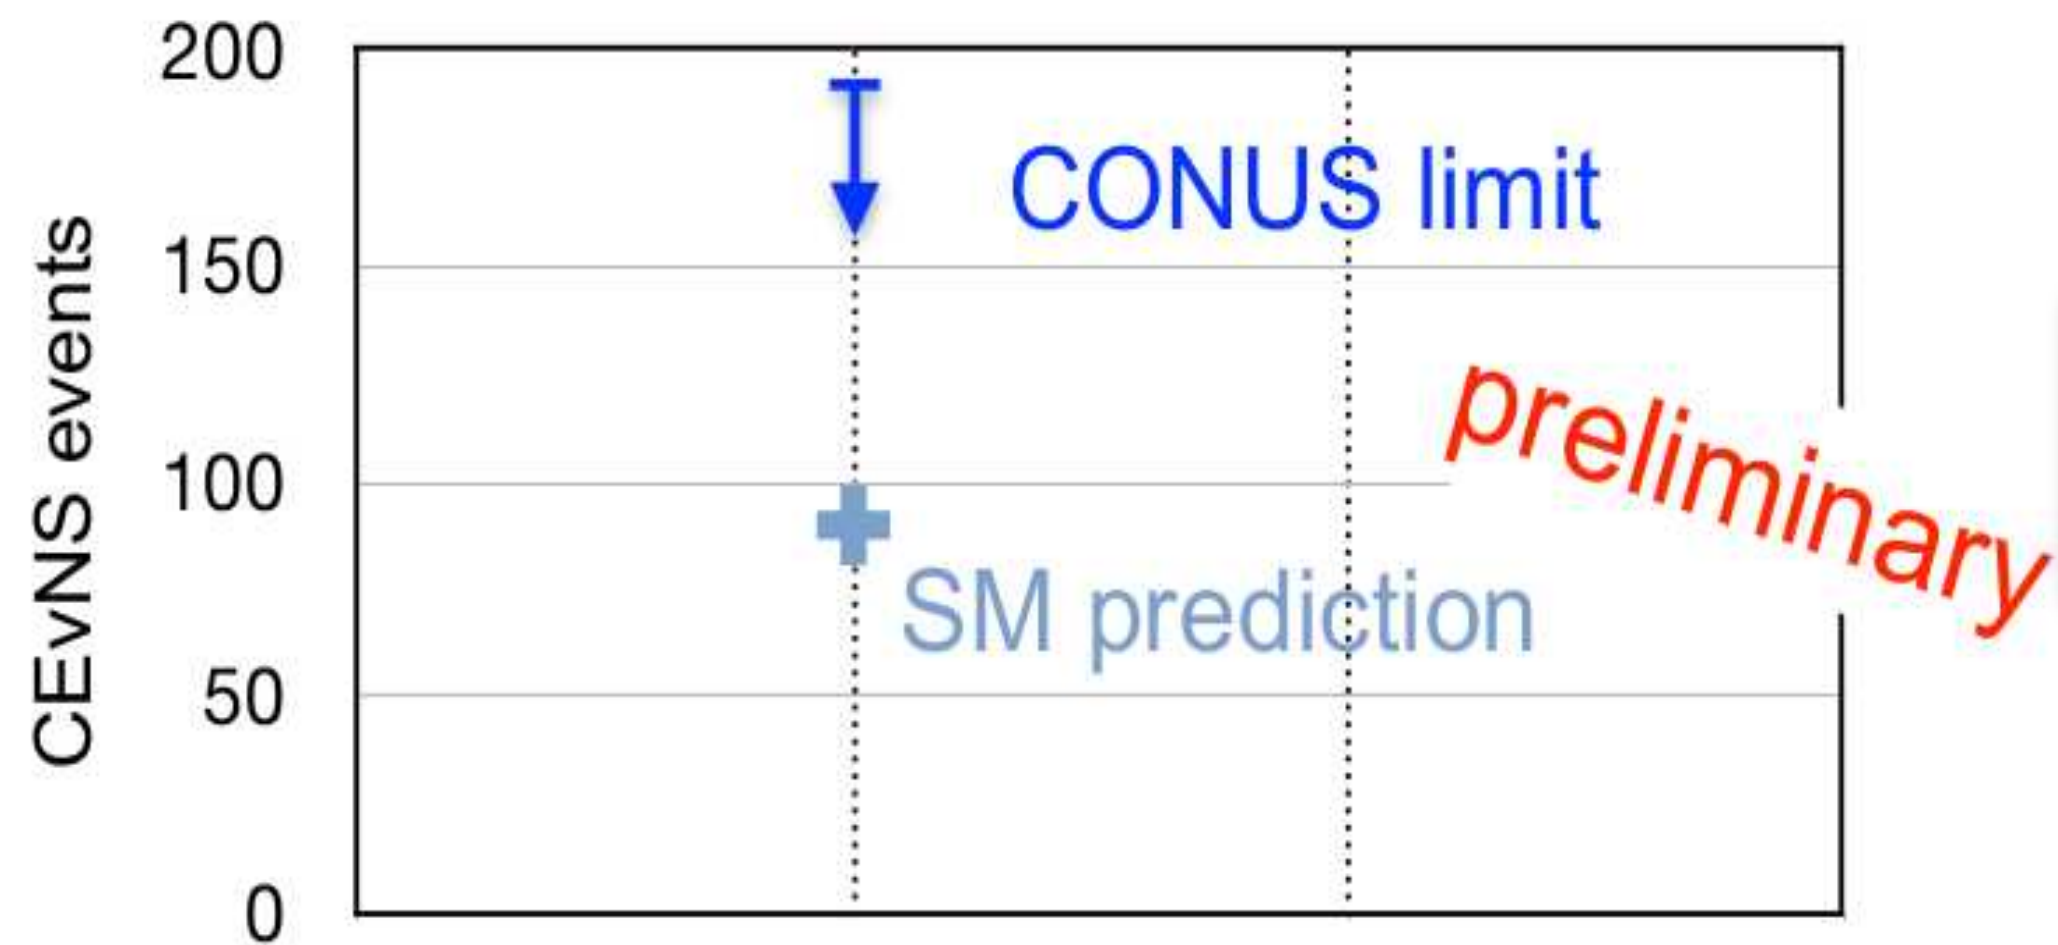 200
CONUS limit
150
CEvNS events
preliminary
100
SM prediction
50
0